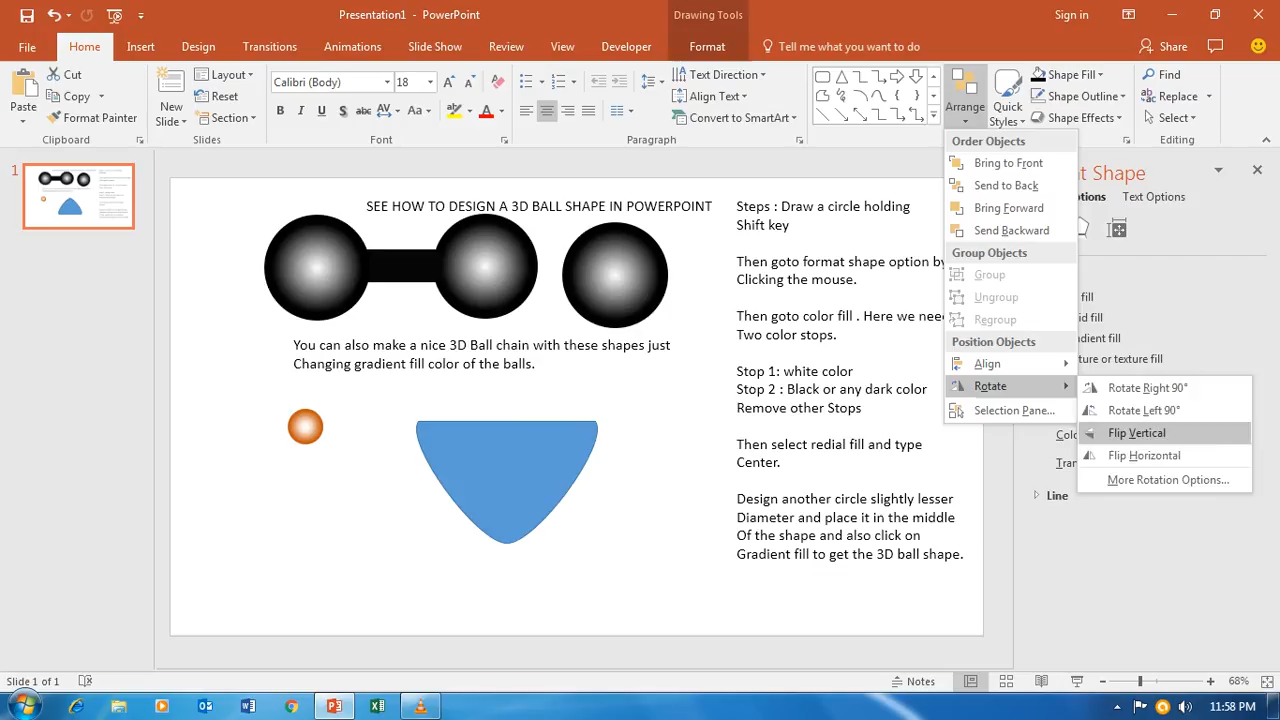 Presentation1 - PowerPoint
Drawing Tools
Sign in
File
Home
Insert
Design
Transitions
Animations
Slide Show
Review
View
Developer
Format
Tell me what you want to do
Share
Paste
Cut
Copy
Format Painter
Clipboard
New
Slide
Layout
Reset
Section
Slides
Calibri (Body)
18
B I U S abc AV Aa A
Font
Text Direction
Align Text
Convert to SmartArt
Paragraph
Arrange
Quick
Styles
Shape Fill
Shape Outline
Shape Effects
Find
Replace
Select
Editing
Order Objects
Bring to Front
Send to Back
Bring Forward
Send Backward
Group Objects
Group
Ungroup
Regroup
Position Objects
Align
Rotate
Selection Pane...
Rotate Right 90°
Rotate Left 90°
Flip Vertical
Flip Horizontal
More Rotation Options...
at Shape
ptions
Text Options
fill
id fill
dient fill
ture or texture fill
Colo
Tran
Line
1
SEE HOW TO DESIGN A 3D BALL SHAPE IN POWERPOINT
You can also make a nice 3D Ball chain with these shapes just
Changing gradient fill color of the balls.
Steps : Draw a circle holding
Shift key
Then goto format shape option by
Clicking the mouse.
Then goto color fill . Here we need
Two color stops.
Stop 1: white color
Stop 2 : Black or any dark color
Remove other Stops
Then select redial fill and type
Center.
Design another circle slightly lesser
Diameter and place it in the middle
Of the shape and also click on
Gradient fill to get the 3D ball shape.
Slide 1 of 1
Notes
68%
11:58 PM